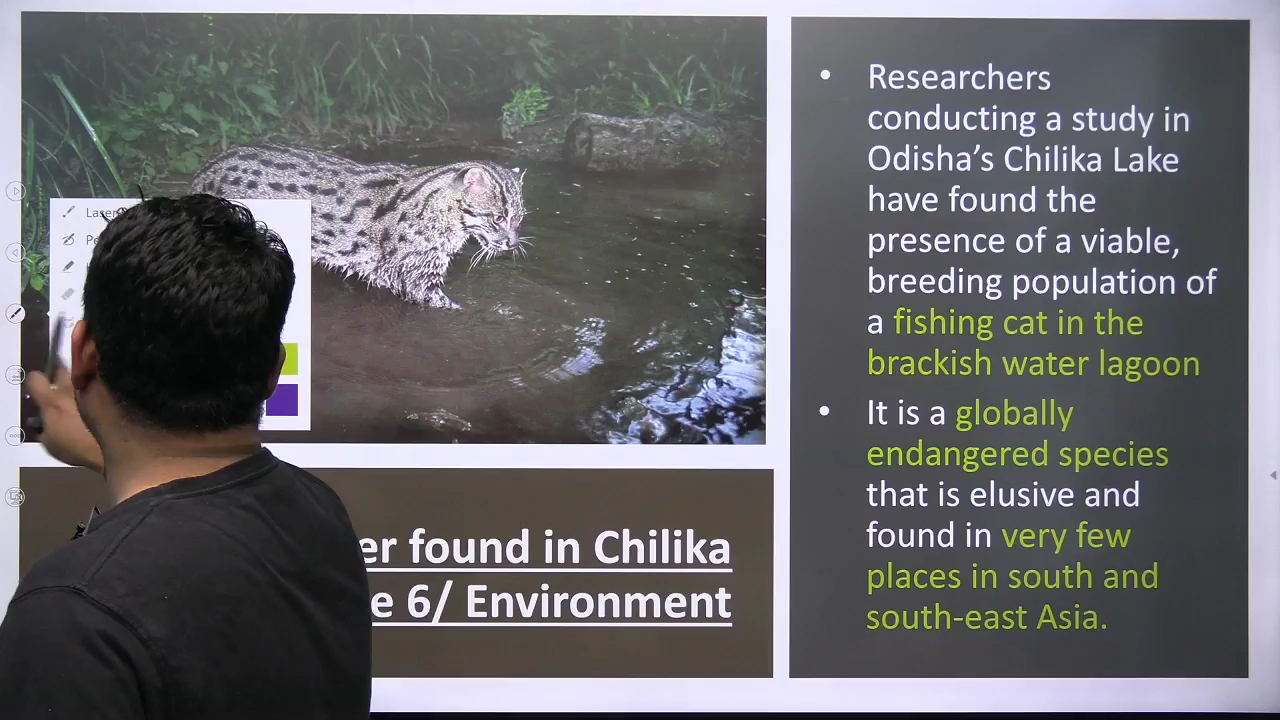 • Researchers
conducting a study in
Odisha’s Chilika Lake
have found the
presence of a viable,
breeding population of
a fishing cat in the
brackish water lagoon
• It is a globally
endangered species
that is elusive and
found in very few
places in south and
south-east Asia.
found in Chilika
6/ Environment